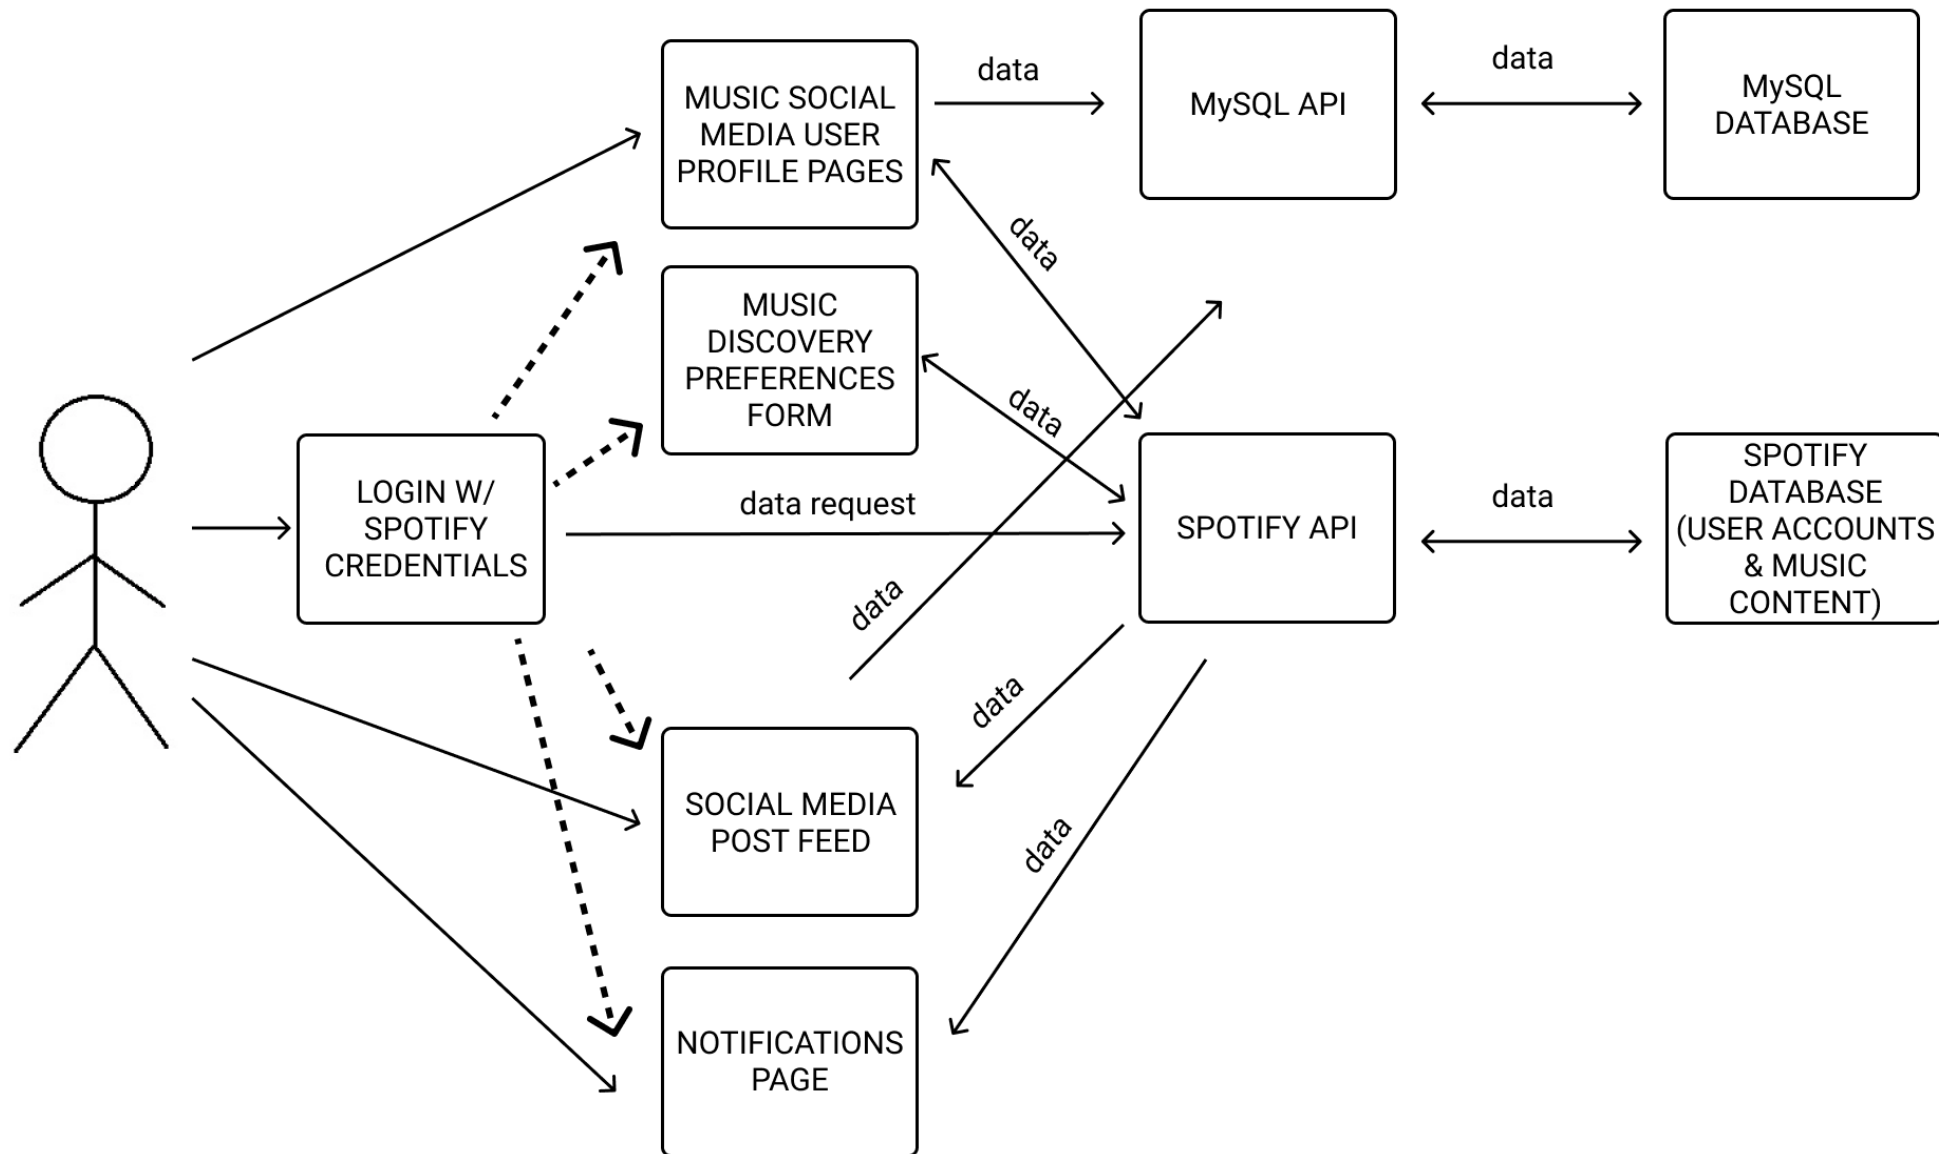 MUSIC SOCIAL
MEDIA USER
PROFILE PAGES
data
MySQL API
data
MySQL
DATABASE
data
MUSIC
DISCOVERY
PREFERENCES
FORM
data
LOGIN W/
SPOTIFY
CREDENTIALS
data request
SPOTIFY API
data
SPOTIFY
DATABASE
(USER ACCOUNTS
& MUSIC
CONTENT)
data
data
SOCIAL MEDIA
POST FEED
data
NOTIFICATIONS
PAGE